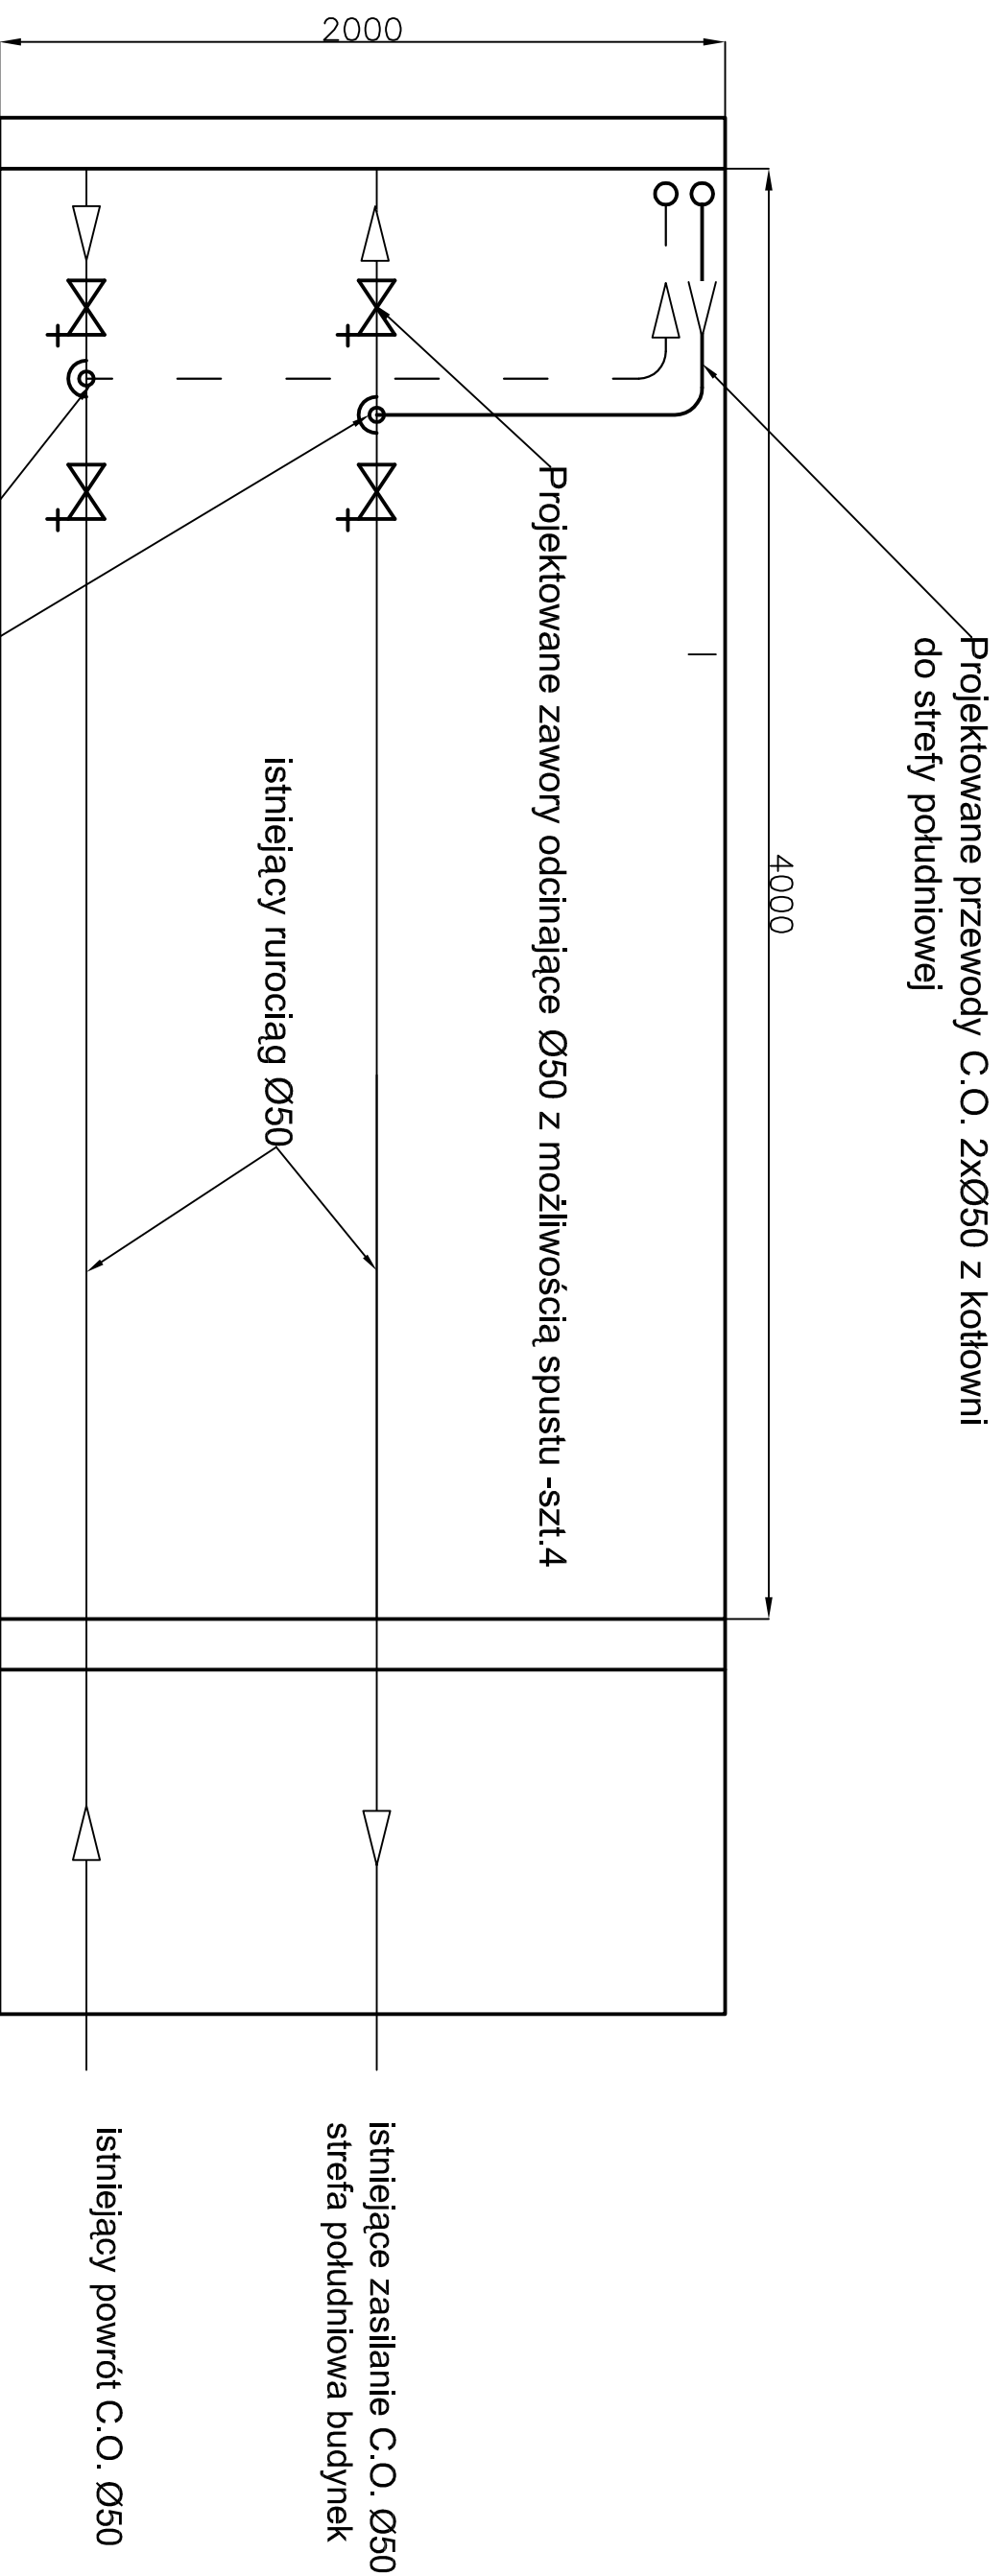 2000
4000
Projektowane przewody C.O. 2xØ50 z kotłowni
do strefy południowej
Projektowane zawory odcinające Ø50 z możliwością spustu -szt.4
istniejący rurociąg Ø50
istniejące zasilanie C.O. Ø50
strefa południowa budynek
istniejący powrót C.O. Ø50